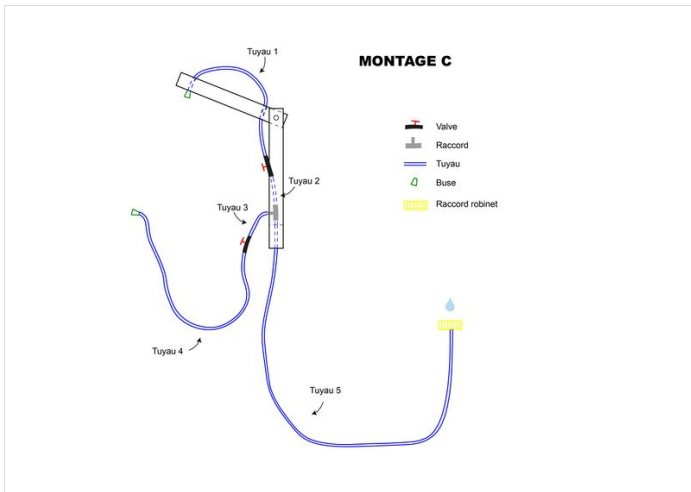 Tuyau 1
MONTAGE C
Valve
Raccord
Tuyau
Buse
Raccord robinet
Tuyau 2
Tuyau 3
Tuyau 4
Tuyau 5